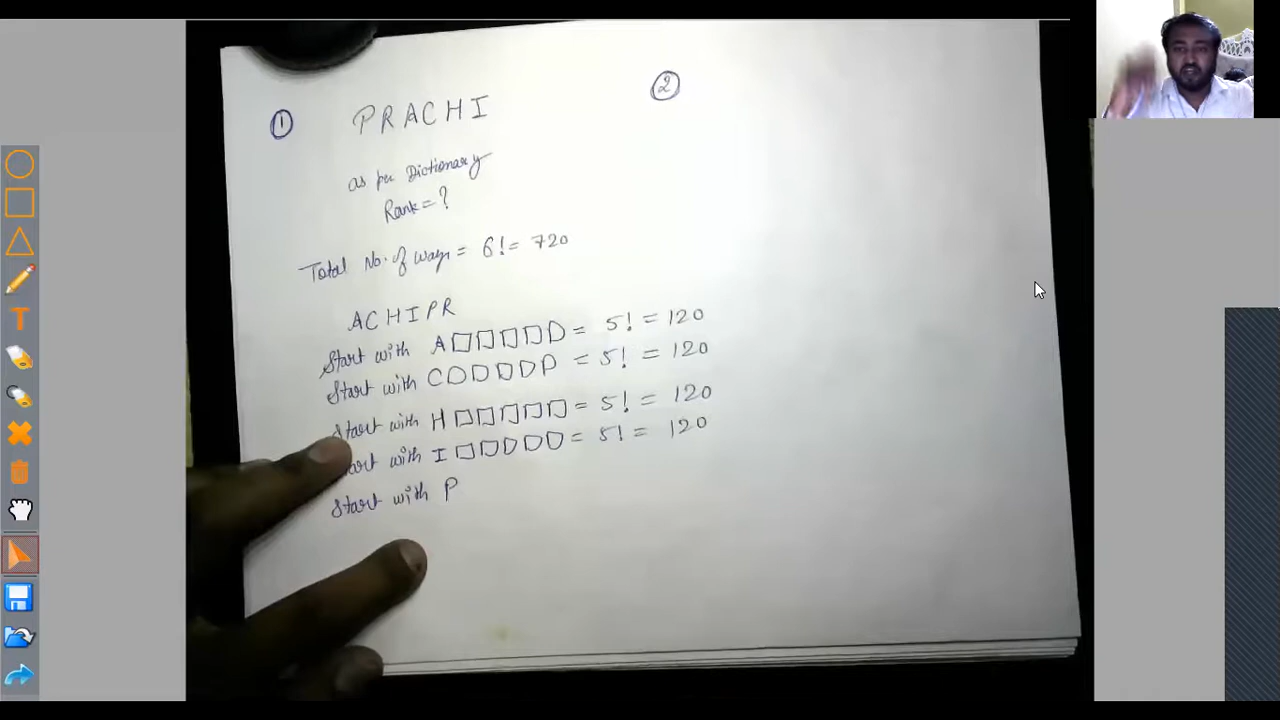 ① PRACHI
as per Dictionary
Rank = ?
Total No. of ways = 6! = 720
ACHIPR
Start with A□□□□□ = 5! = 120
Start with C□□□□□ = 5! = 120
Start with H□□□□□ = 5! = 120
Start with I□□□□□ = 5! = 120
Start with P
②
T